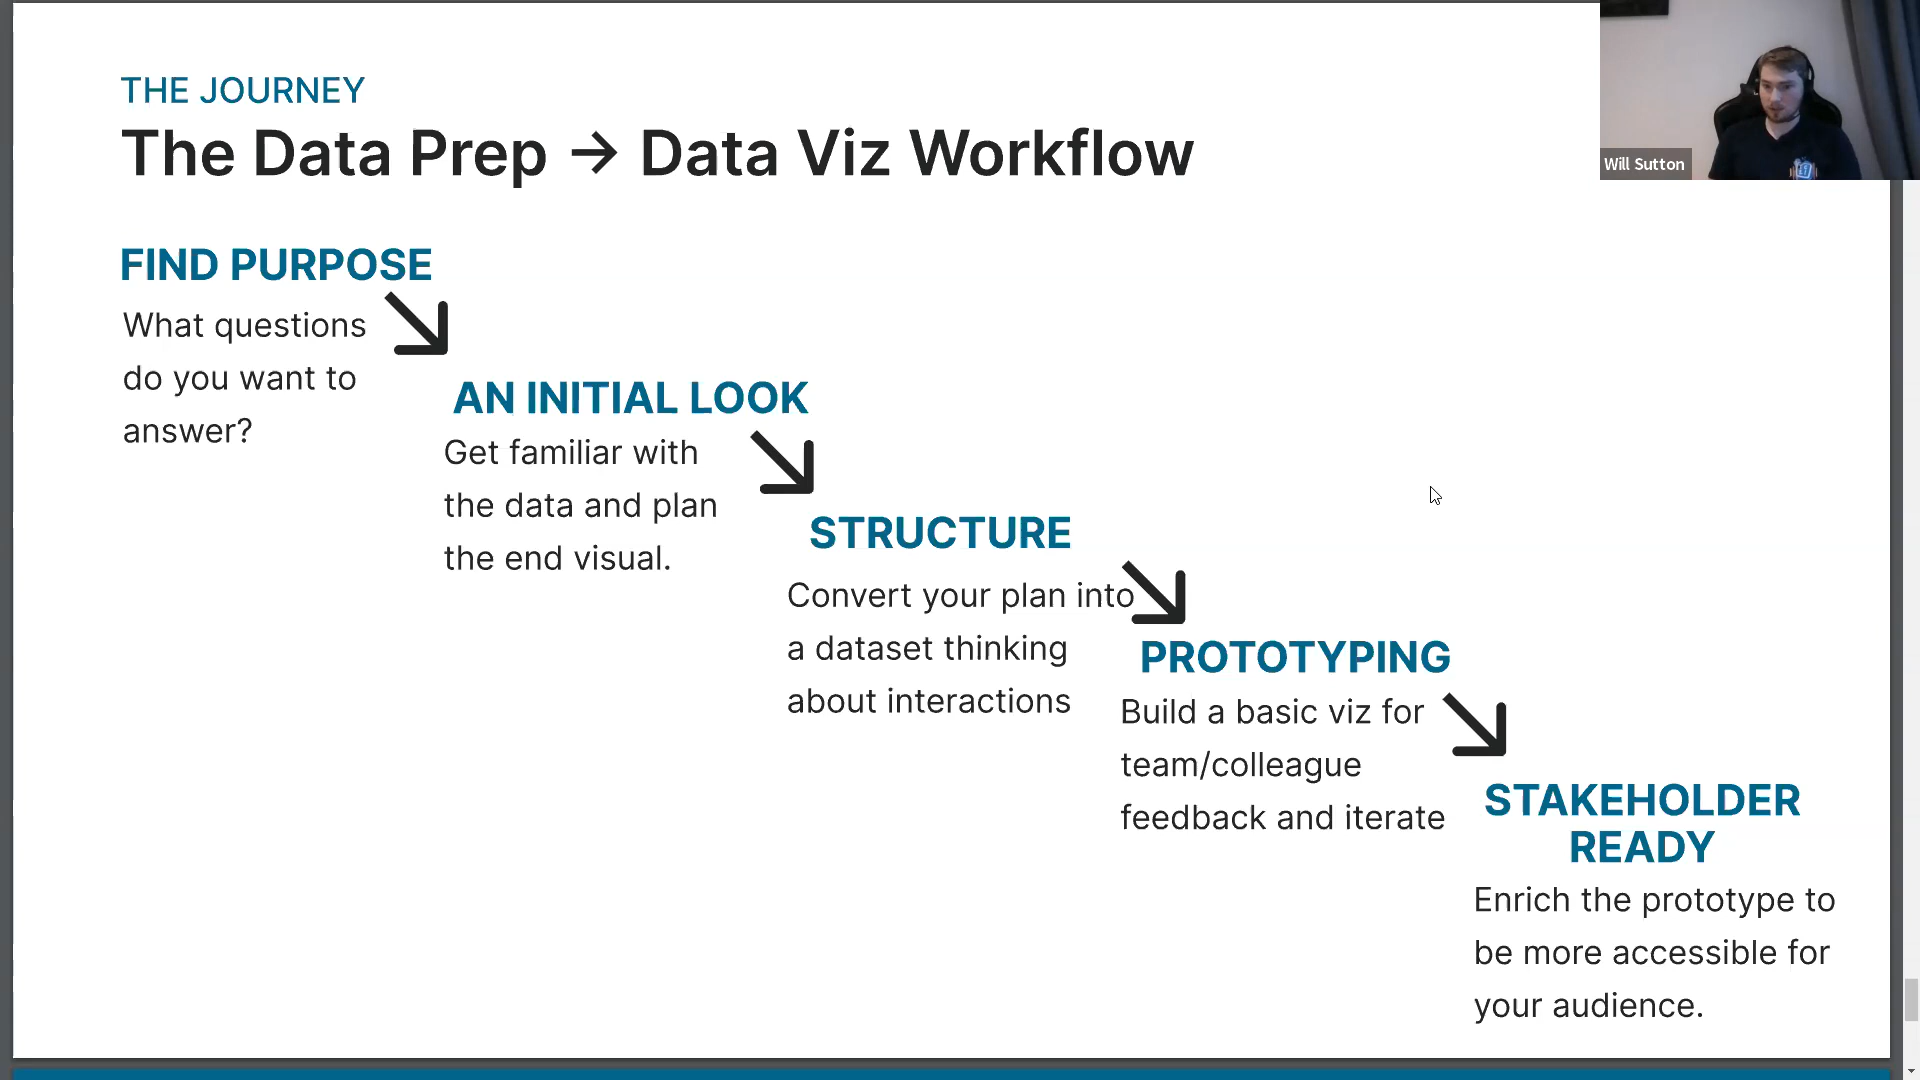 THE JOURNEY
The Data Prep → Data Viz Workflow
Will Sutton
FIND PURPOSE
What questions
do you want to
answer?
AN INITIAL LOOK
Get familiar with
the data and plan
the end visual.
STRUCTURE
Convert your plan into
a dataset thinking
about interactions
PROTOTYPING
Build a basic viz for
team/colleague
feedback and iterate
STAKEHOLDER
READY
Enrich the prototype to
be more accessible for
your audience.